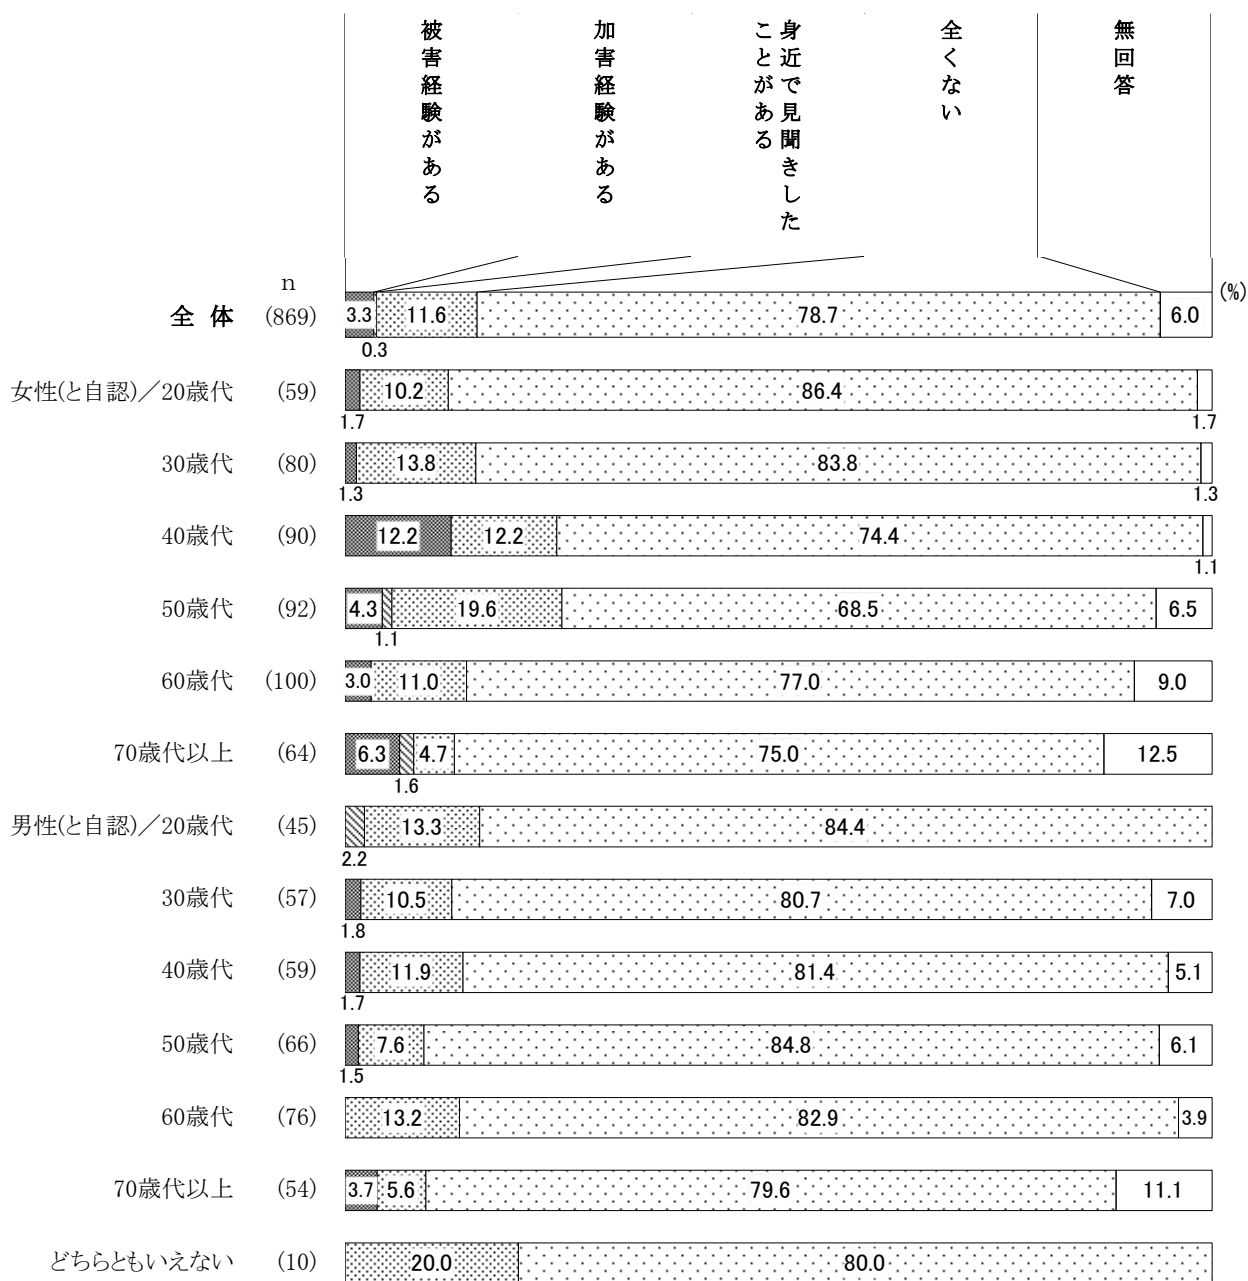 被害経験がある
加害経験がある
身近で見聞きした
ことがある
全くない
無回答
n
(%)
全 体 (869) 3.3 11.6 78.7 6.0
0.3
女性(と自認)／20歳代 (59) 10.2 86.4
1.7 1.7
30歳代 (80) 13.8 83.8
1.3 1.3
40歳代 (90) 12.2 12.2 74.4
1.1
50歳代 (92) 4.3 19.6 68.5 6.5
1.1
60歳代 (100) 3.0 11.0 77.0 9.0
70歳代以上 (64) 6.3 4.7 75.0 12.5
1.6
男性(と自認)／20歳代 (45) 13.3 84.4
2.2
30歳代 (57) 10.5 80.7 7.0
1.8
40歳代 (59) 11.9 81.4 5.1
1.7
50歳代 (66) 7.6 84.8 6.1
1.5
60歳代 (76) 13.2 82.9 3.9
70歳代以上 (54) 3.7 5.6 79.6 11.1
どちらともいえない (10) 20.0 80.0